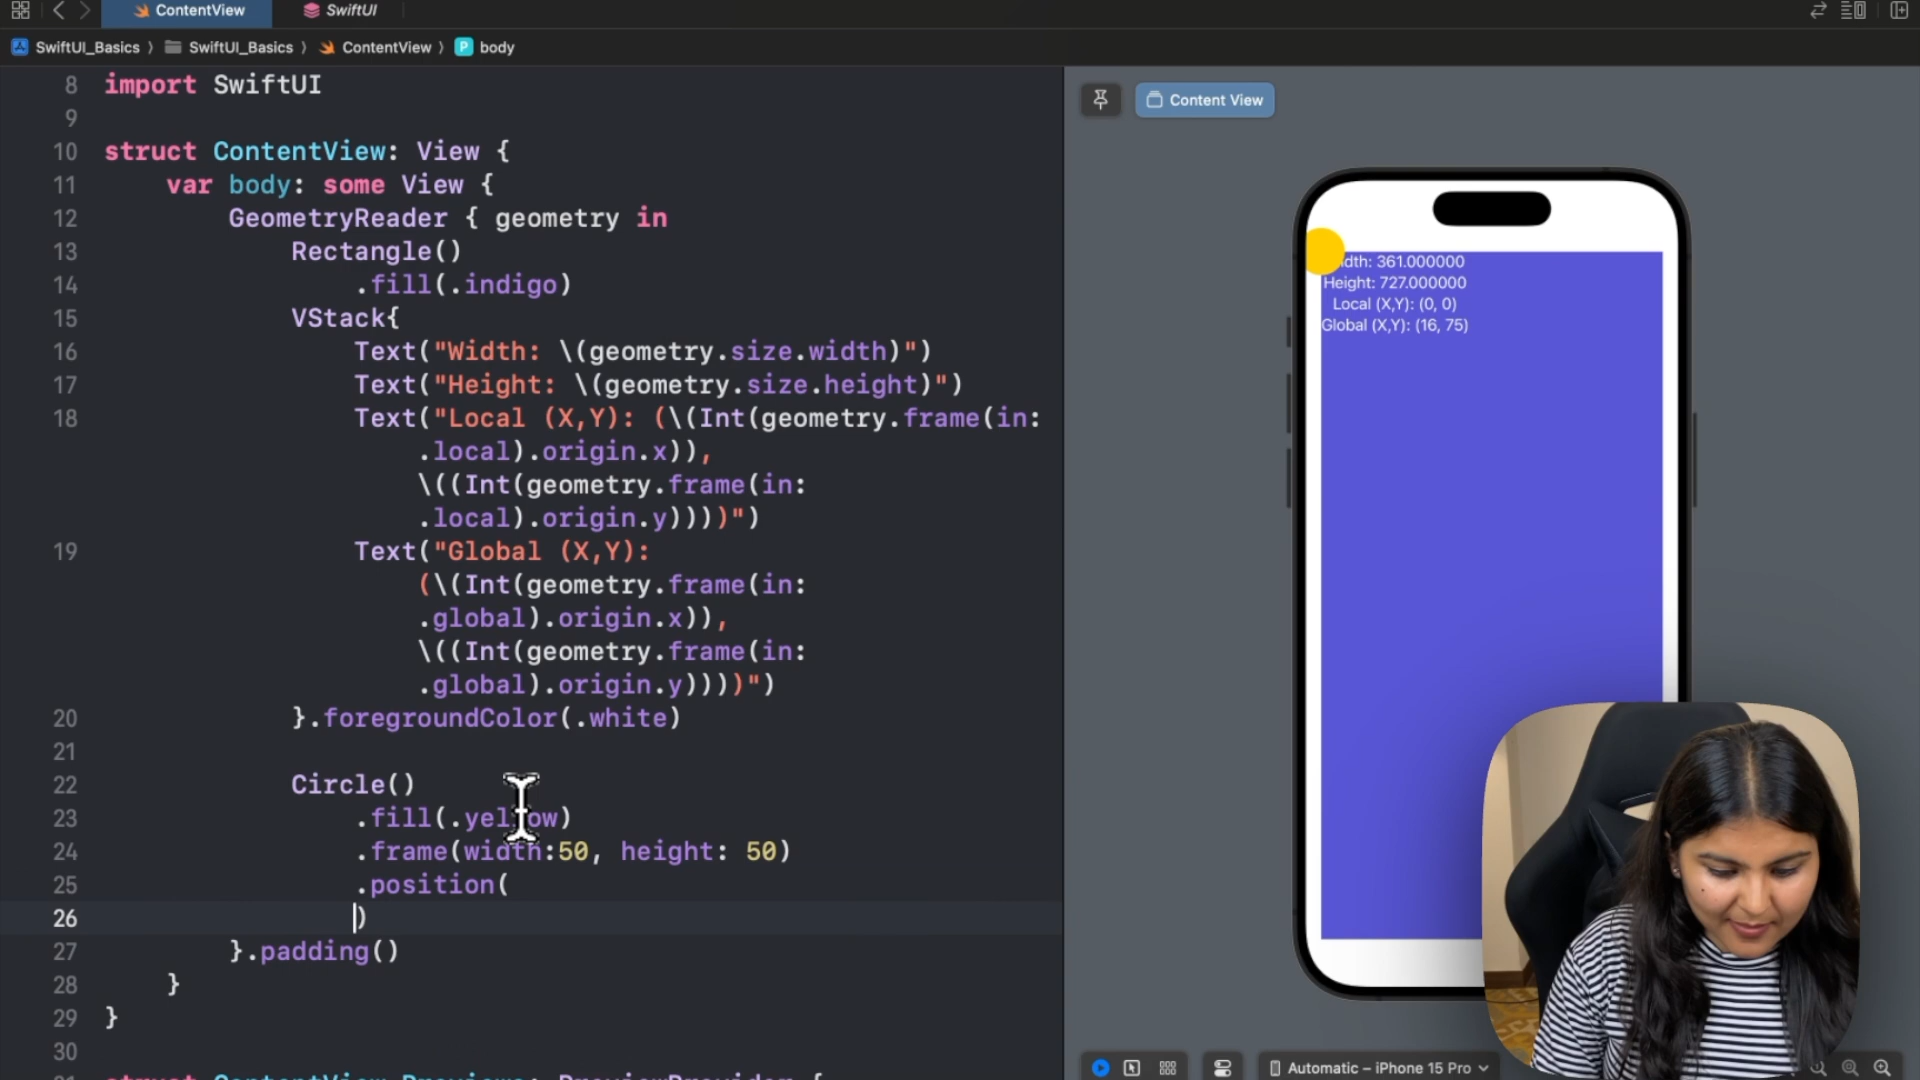 ContentView
SwiftUI
SwiftUI_Basics
SwiftUI_Basics
ContentView
P
body
8 import SwiftUI
9
10 struct ContentView: View {
11 var body: some View {
12 GeometryReader { geometry in
13 Rectangle()
14 .fill(.indigo)
15 VStack{
16 Text("Width: \(geometry.size.width)")
17 Text("Height: \(geometry.size.height)")
18 Text("Local (X,Y): (\(Int(geometry.frame(in:
.local).origin.x)),
\((Int(geometry.frame(in:
.local).origin.y))))")
19 Text("Global (X,Y):
(\(Int(geometry.frame(in:
.global).origin.x)),
\((Int(geometry.frame(in:
.global).origin.y))))")
20 }.foregroundColor(.white)
21
22 Circle()
23 .fill(.yellow)
24 .frame(width:50, height: 50)
25 .position(
26 )
27 }.padding()
28 }
29 }
30
Content View
361.000000
Height: 727.000000
Local (X,Y): (0, 0)
Global (X,Y): (16, 75)
Automatic – iPhone 15 Pro